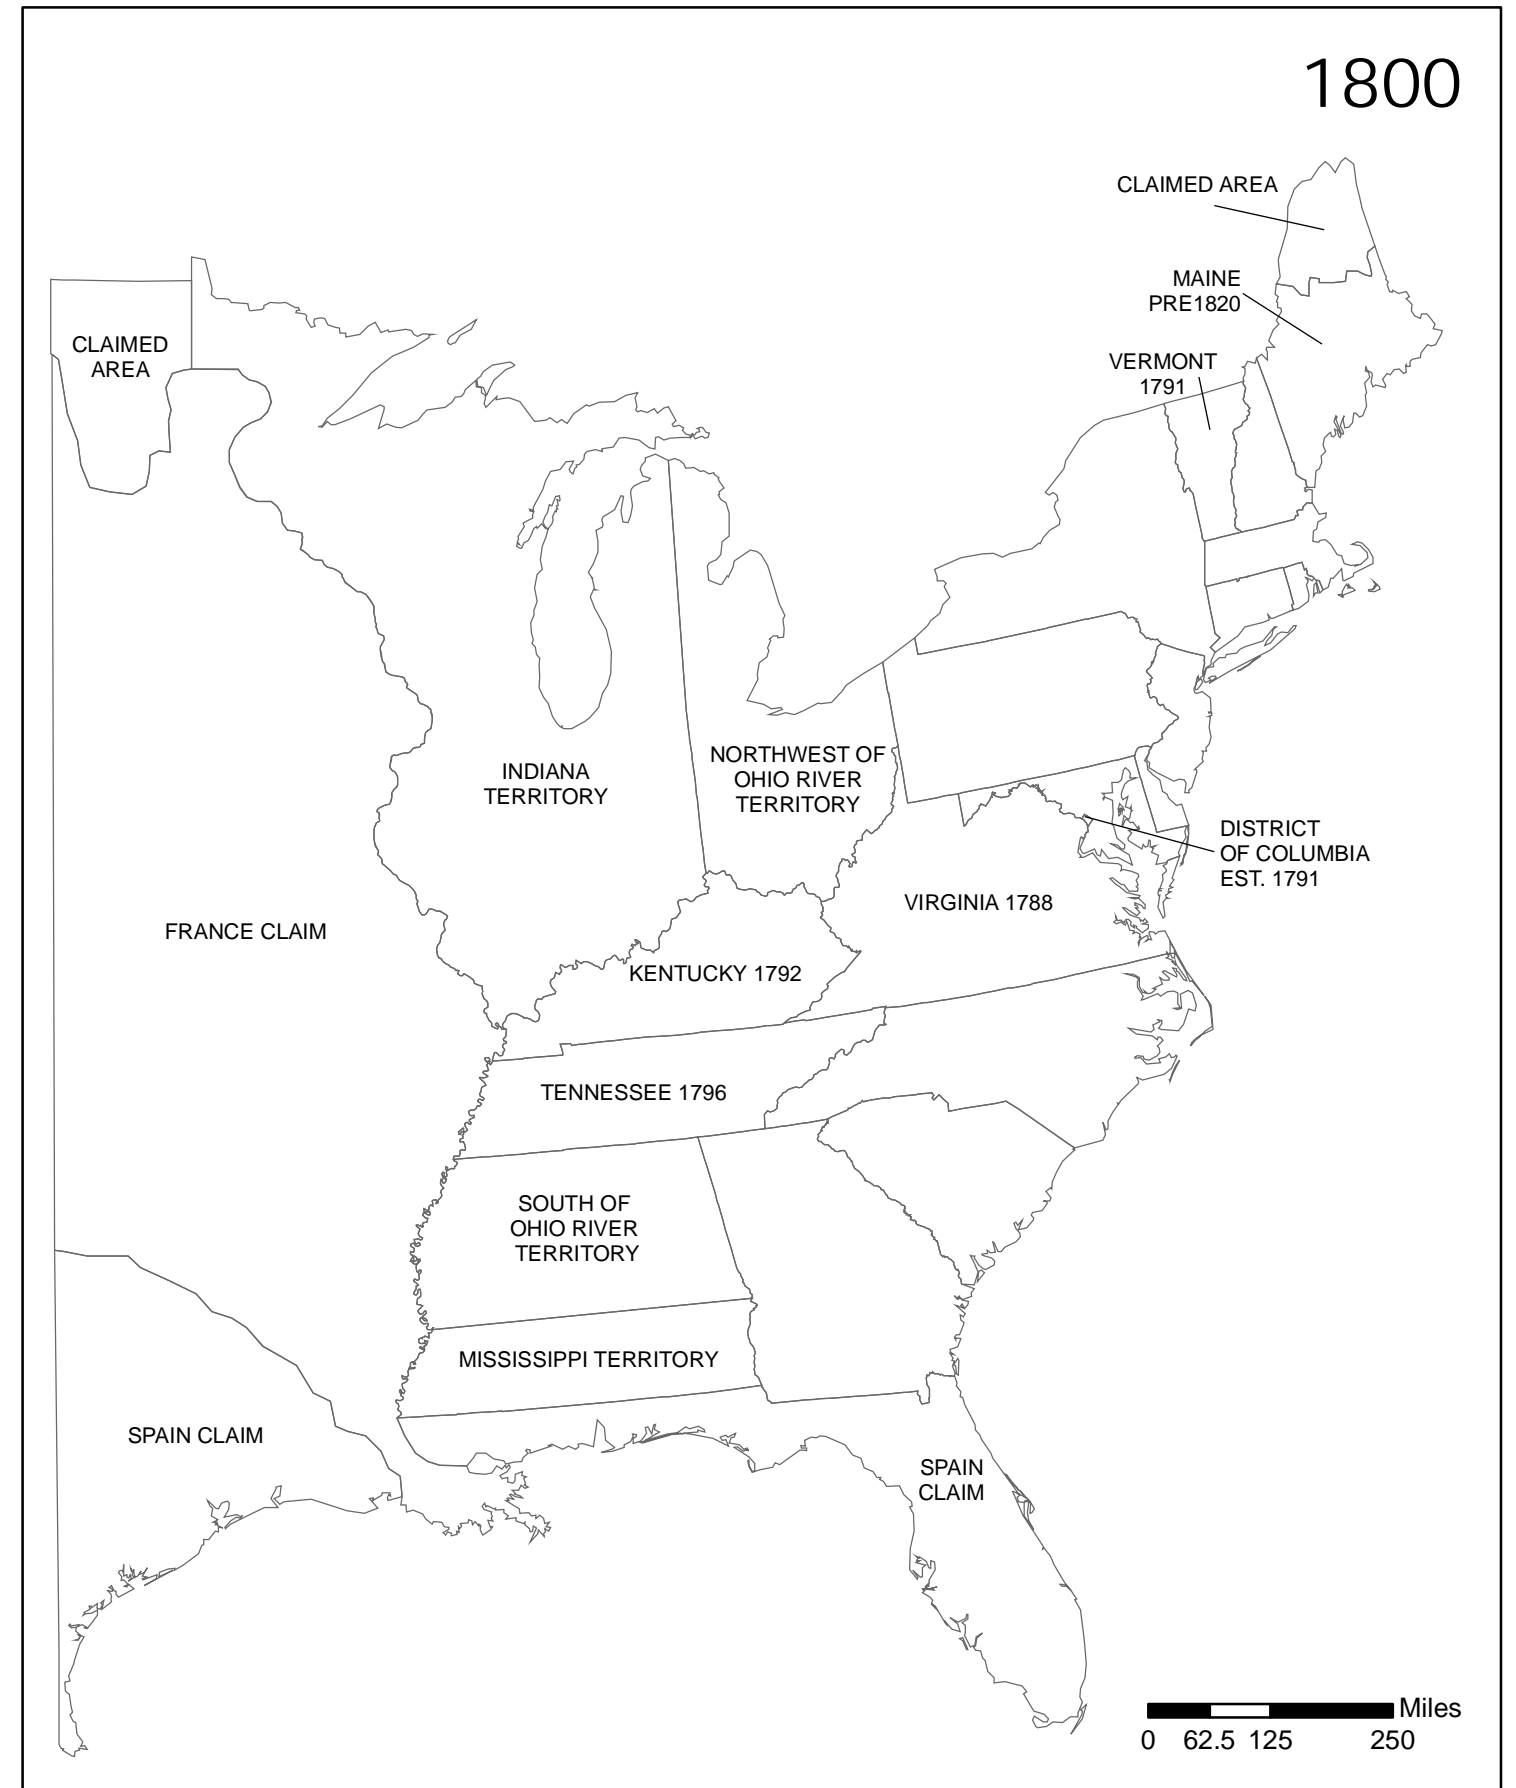 1800
CLAIMED AREA
MAINE
PRE1820
CLAIMED
AREA
VERMONT
1791
NORTHWEST OF
OHIO RIVER
TERRITORY
INDIANA
TERRITORY
DISTRICT
OF COLUMBIA
EST. 1791
VIRGINIA 1788
FRANCE CLAIM
KENTUCKY 1792
TENNESSEE 1796
SOUTH OF
OHIO RIVER
TERRITORY
MISSISSIPPI TERRITORY
SPAIN CLAIM
SPAIN
CLAIM
Miles
0 62.5 125 250